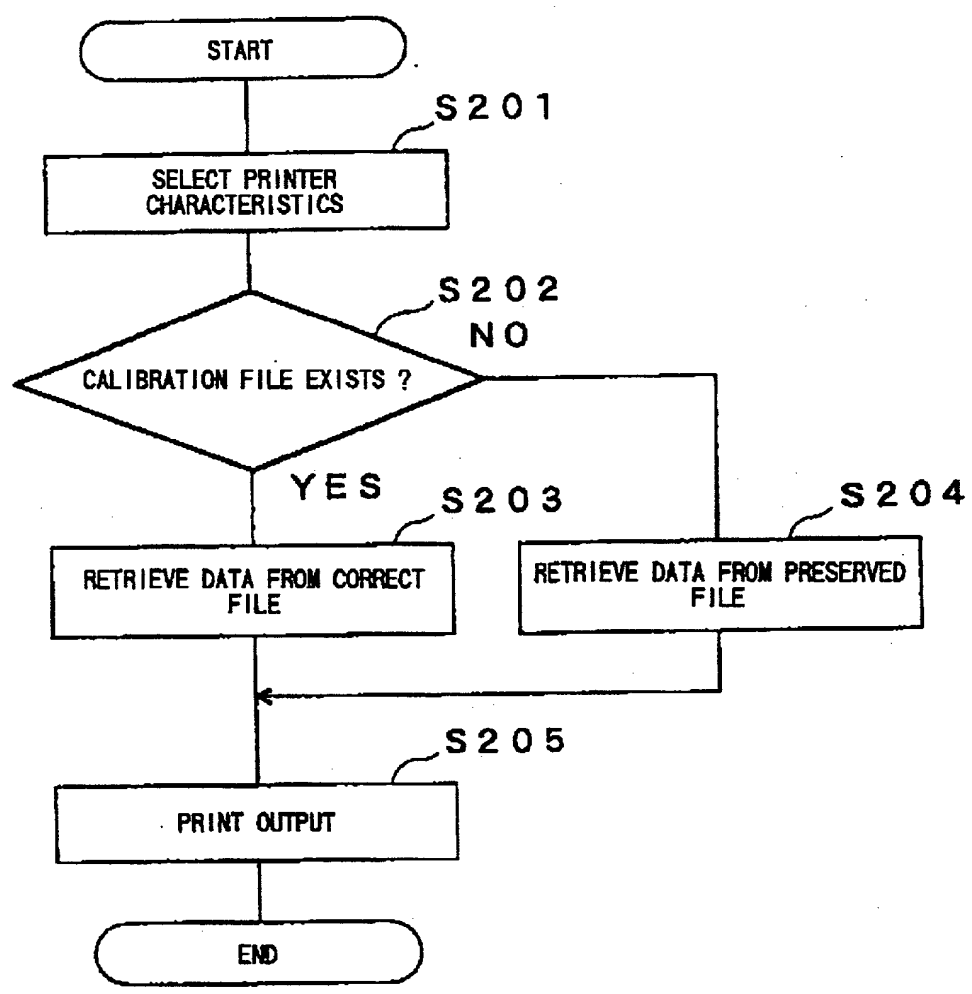 START
S201
SELECT PRINTER
CHARACTERISTICS
S202
NO
CALIBRATION FILE EXISTS ?
YES
S203
RETRIEVE DATA FROM CORRECT
FILE
S204
RETRIEVE DATA FROM PRESERVED
FILE
S205
PRINT OUTPUT
END